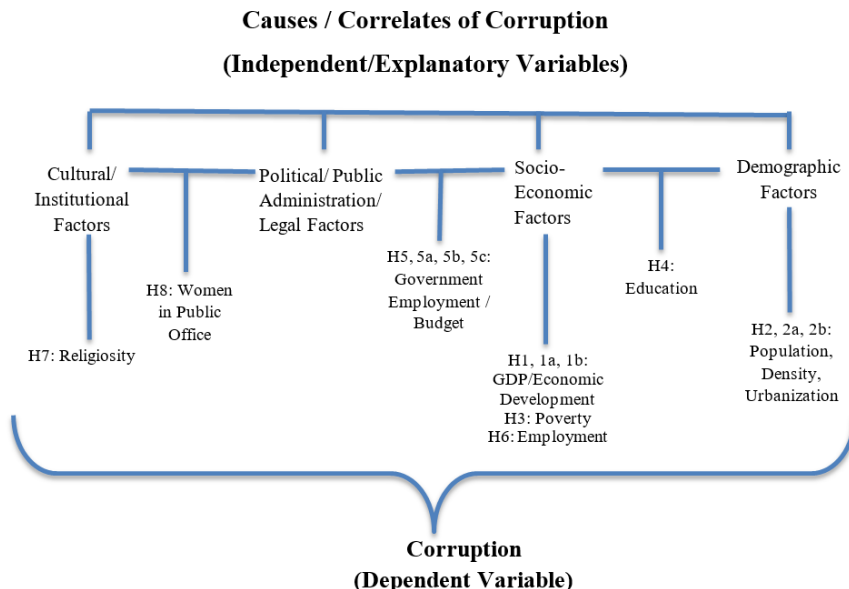 Causes / Correlates of Corruption
(Independent/Explanatory Variables)
Cultural/
Institutional
Factors
Political/ Public
Administration/
Legal Factors
Socio-
Economic
Factors
Demographic
Factors
H7: Religiosity
H8: Women
in Public
Office
H5, 5a, 5b, 5c:
Government
Employment /
Budget
H1, 1a, 1b:
GDP/Economic
Development
H3: Poverty
H6: Employment
H4:
Education
H2, 2a, 2b:
Population,
Density,
Urbanization
Corruption
(Dependent Variable)